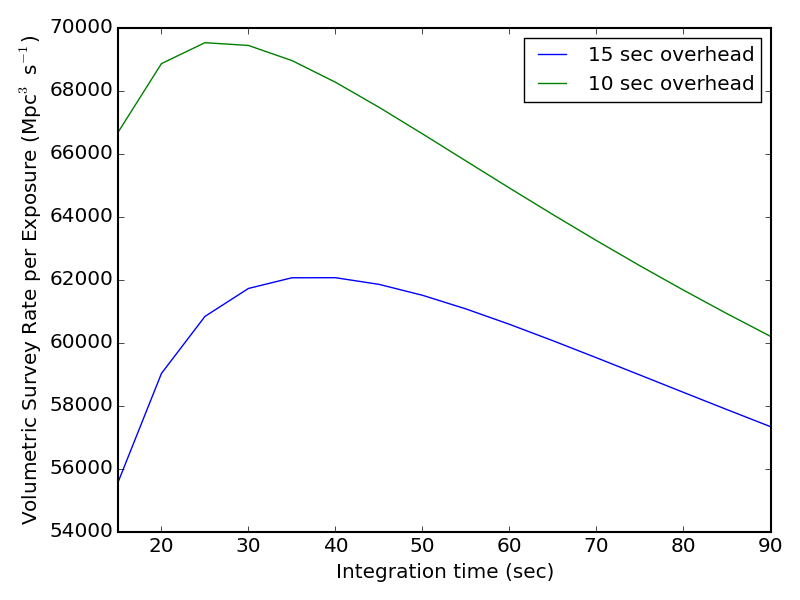 Volumetric Survey Rate per Exposure (Mpc³ s⁻¹)
70000
68000
66000
64000
62000
60000
58000
56000
54000
15 sec overhead
10 sec overhead
20 30 40 50 60 70 80 90
Integration time (sec)